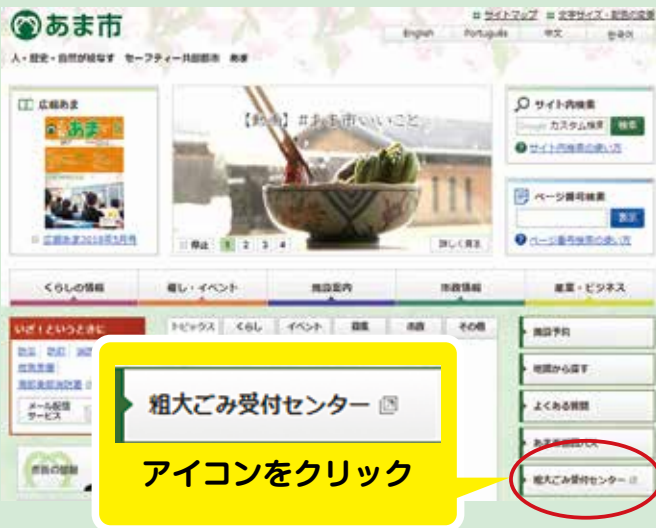 サイトマップ 文字サイズ・配色の変更
あま市
English Português 中文 한국어
人・歴史・自然が結なす セーフティー共同都市 あま
広報あま
あま
広報あま2018年5月号
【動画】#あま市いいとこ
停止 1 2 3 4
詳しく見る
サイト内検索
カスタム検索 検索
サイト内検索の使い方
ページ番号検索
表示
ページ番号検索の使い方
くらしの情報 催し・イベント 施設案内 市政情報 産業・ビジネス
いざ！というときに
防災 防犯
メール配信
サービス
トピックス くらし イベント 募集 市政 その他
施設予約
地図から探す
よくある質問
粗大ごみ受付センター
粗大ごみ受付センター
アイコンをクリック